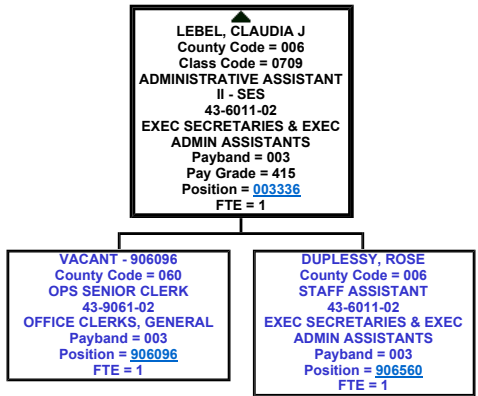 LEBEL, CLAUDIA J
County Code = 006
Class Code = 0709
ADMINISTRATIVE ASSISTANT
II - SES
43-6011-02
EXEC SECRETARIES & EXEC
ADMIN ASSISTANTS
Payband = 003
Pay Grade = 415
Position = 003336
FTE = 1
VACANT - 906096
County Code = 060
OPS SENIOR CLERK
43-9061-02
OFFICE CLERKS, GENERAL
Payband = 003
Position = 906096
FTE = 1
DUPLESSY, ROSE
County Code = 006
STAFF ASSISTANT
43-6011-02
EXEC SECRETARIES & EXEC
ADMIN ASSISTANTS
Payband = 003
Position = 906560
FTE = 1